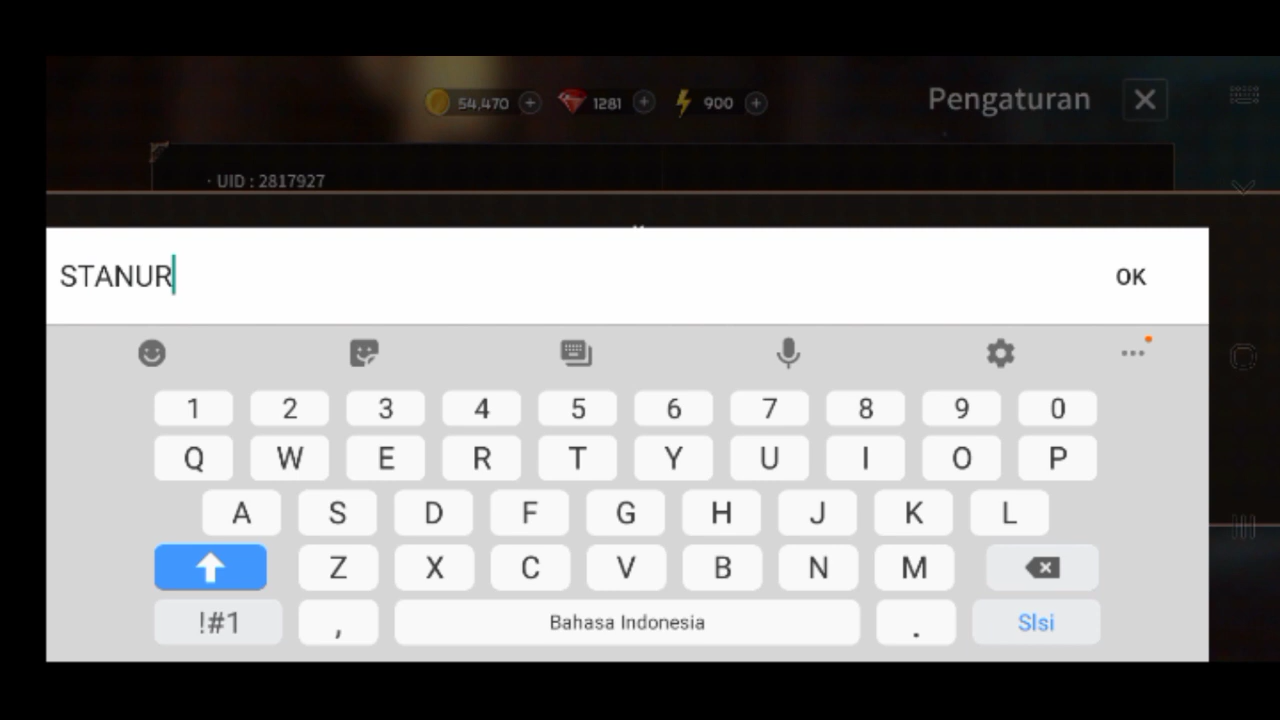 54,470 + 1281 + 900 + Pengaturan
· UID : 2817927
STANUR OK
1 2 3 4 5 6 7 8 9 0
Q W E R T Y U I O P
A S D F G H J K L
Z X C V B N M
!#1 , Bahasa Indonesia . SIsi